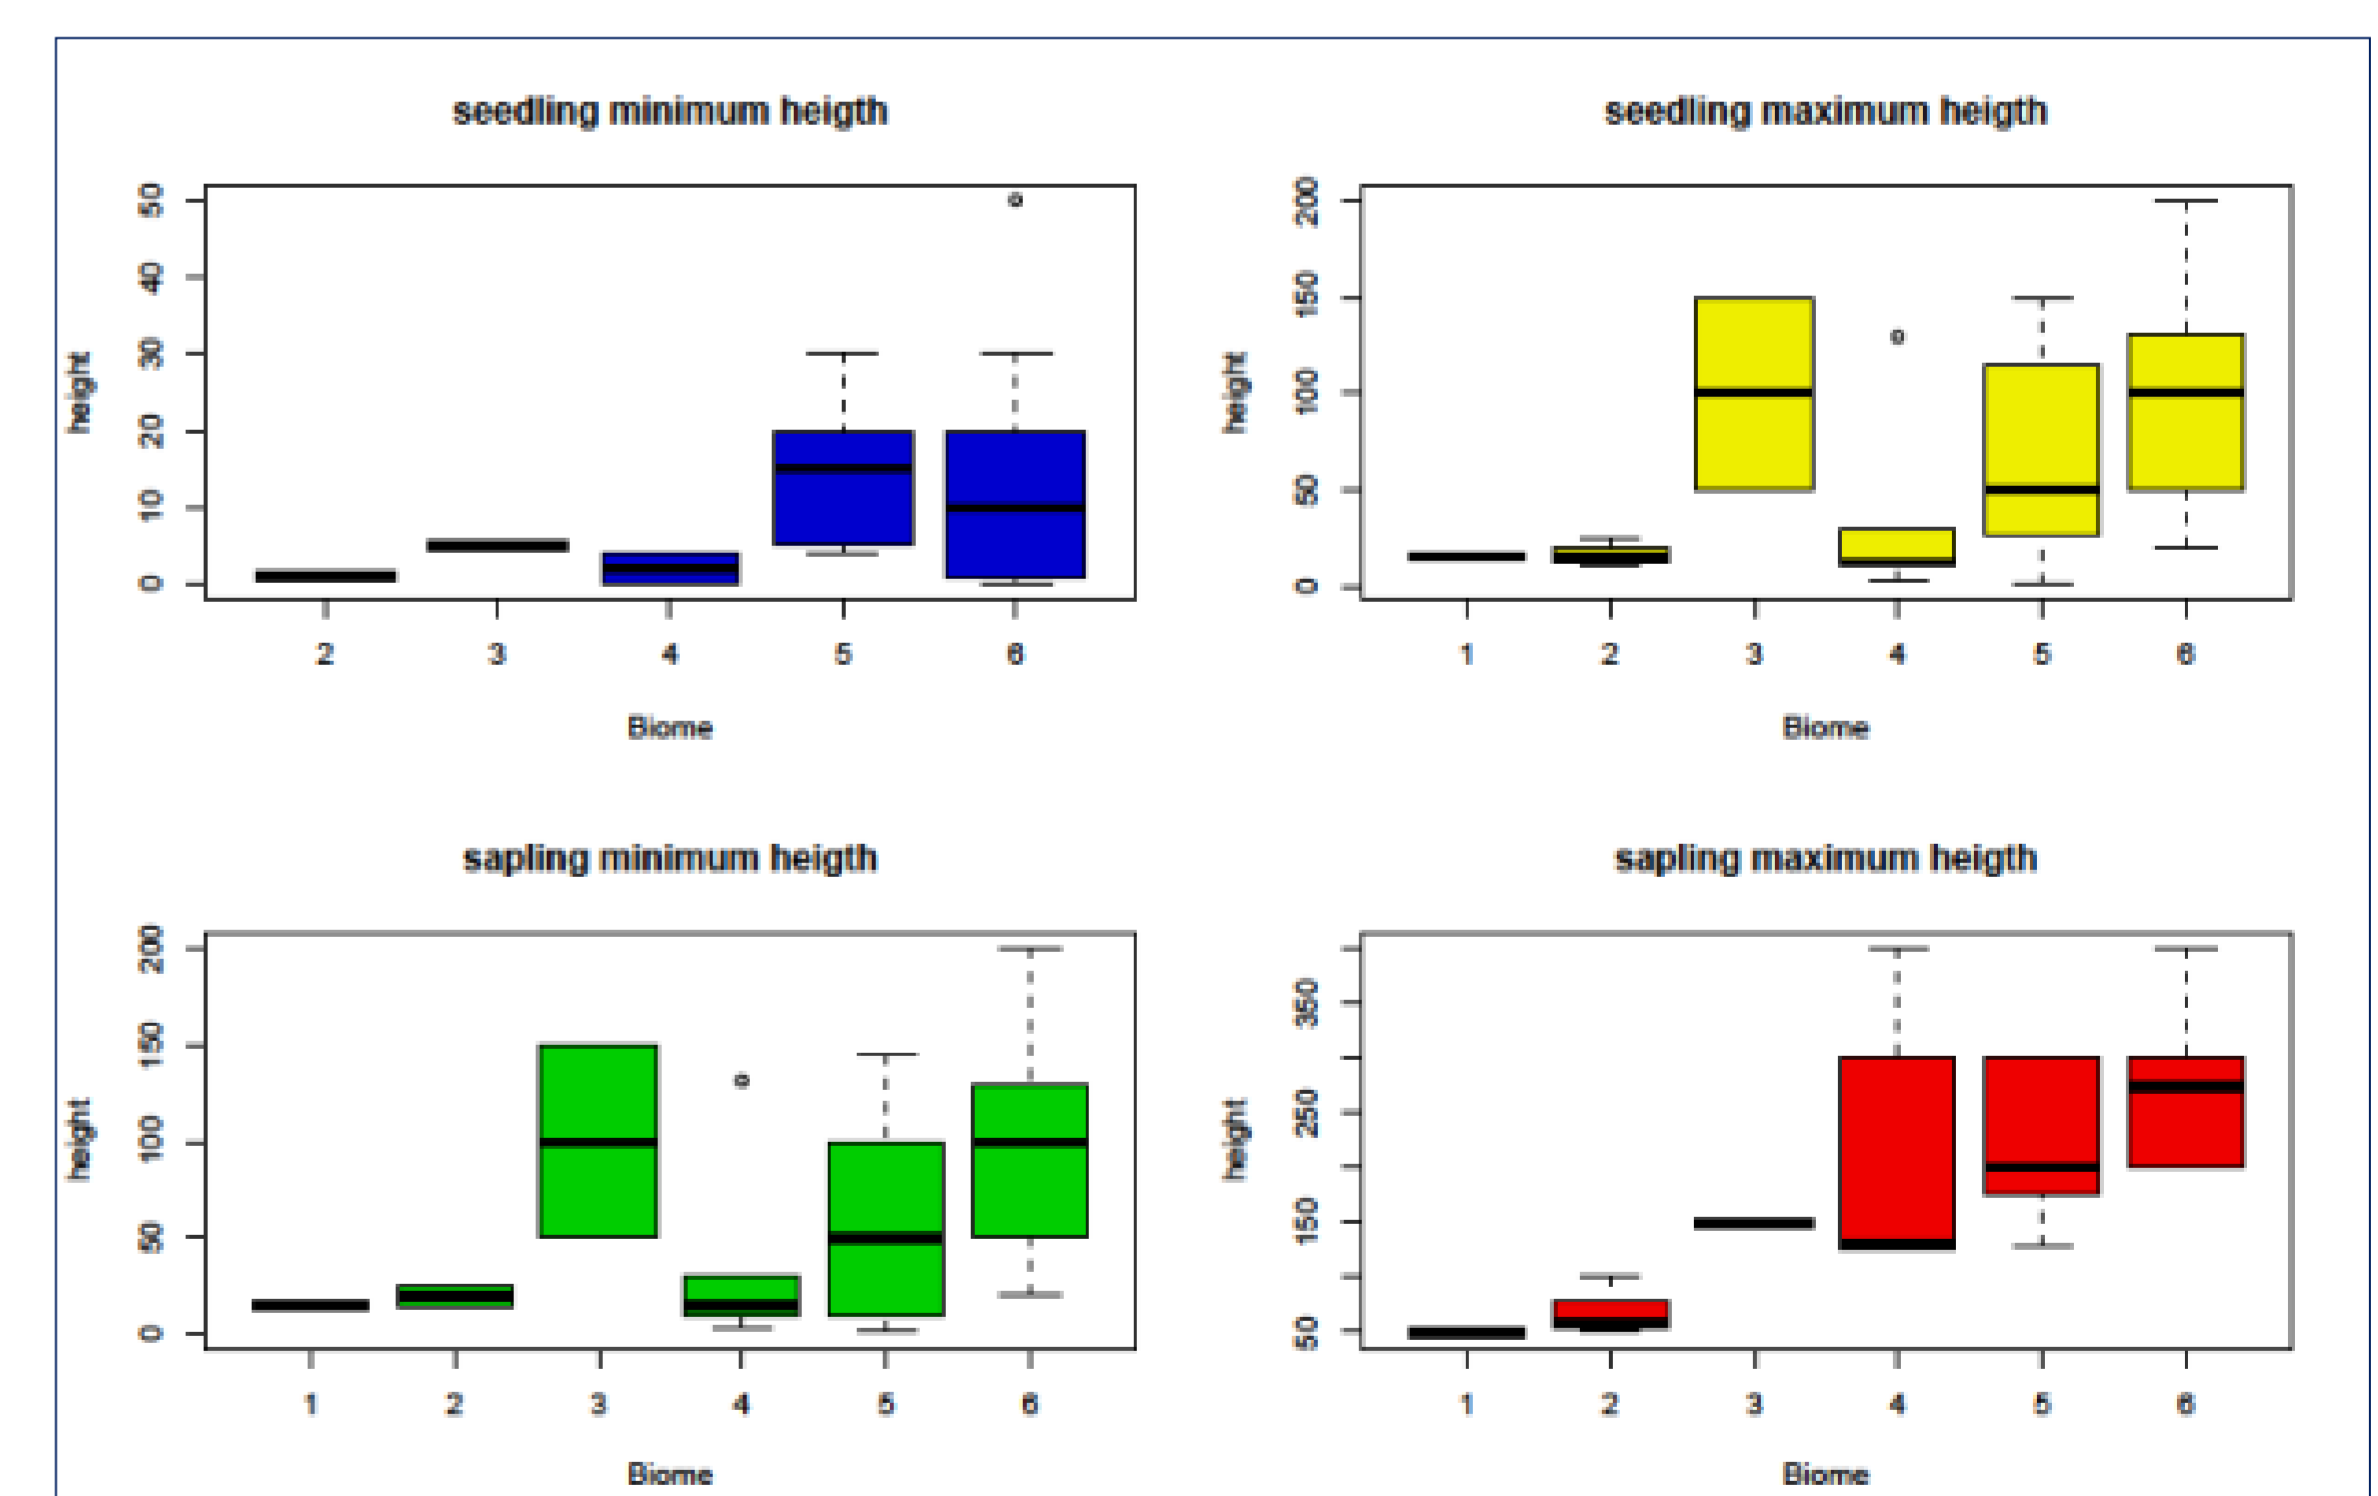 seedling minimum heigth
height
50
40
30
20
10
0
2 3 4 5 6
Biome
seedling maximum heigth
height
200
150
100
50
0
1 2 3 4 5 6
Biome
sapling minimum heigth
height
200
150
100
50
0
1 2 3 4 5 6
Biome
sapling maximum heigth
height
350
250
150
50
1 2 3 4 5 6
Biome